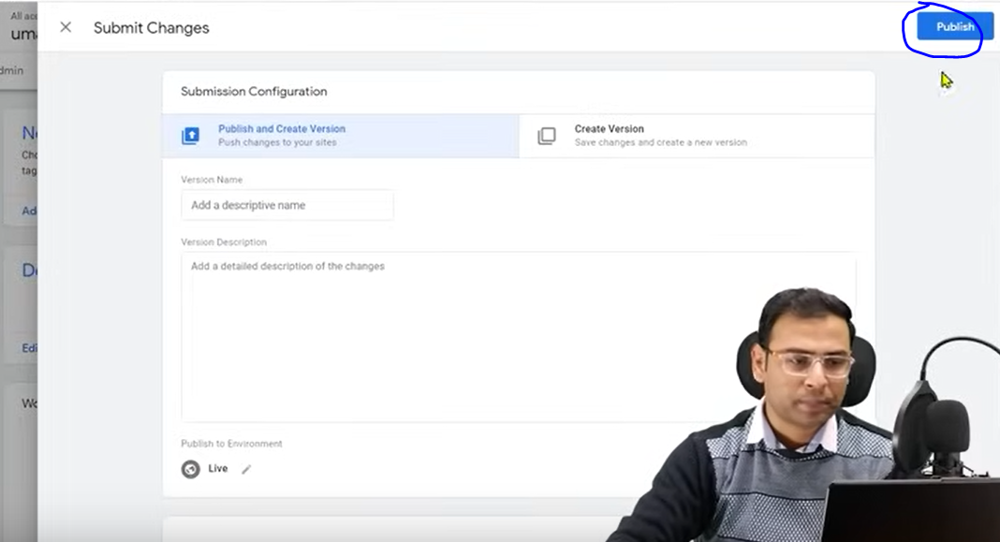 All acc
uma
Submit Changes
Publish
dmin
Submission Configuration
Publish and Create Version
Push changes to your sites
Create Version
Save changes and create a new version
Version Name
Add a descriptive name
Version Description
Add a detailed description of the changes
Publish to Environment
Live
Ne
Cho
tag
Ad
De
Edi
Wo